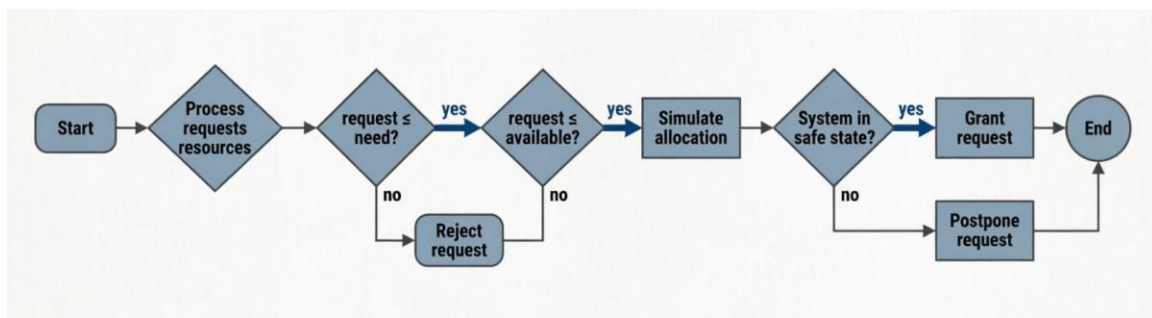 Start
Process
requests
resources
request ≤
need?
yes
request ≤
available?
yes
Simulate
allocation
System in
safe state?
yes
Grant
request
End
no
no
no
Reject
request
Postpone
request